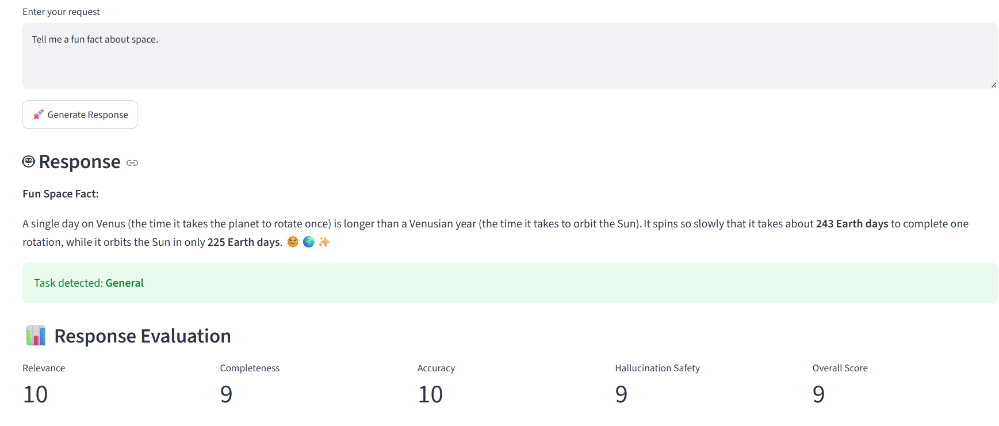 Enter your request
Tell me a fun fact about space.
🚀 Generate Response
Response
Fun Space Fact:
A single day on Venus (the time it takes the planet to rotate once) is longer than a Venusian year (the time it takes to orbit the Sun). It spins so slowly that it takes about 243 Earth days to complete one
rotation, while it orbits the Sun in only 225 Earth days. 🌞 🌍 ✨
Task detected: General
📊 Response Evaluation
Relevance Completeness Accuracy Hallucination Safety Overall Score
10 9 10 9 9